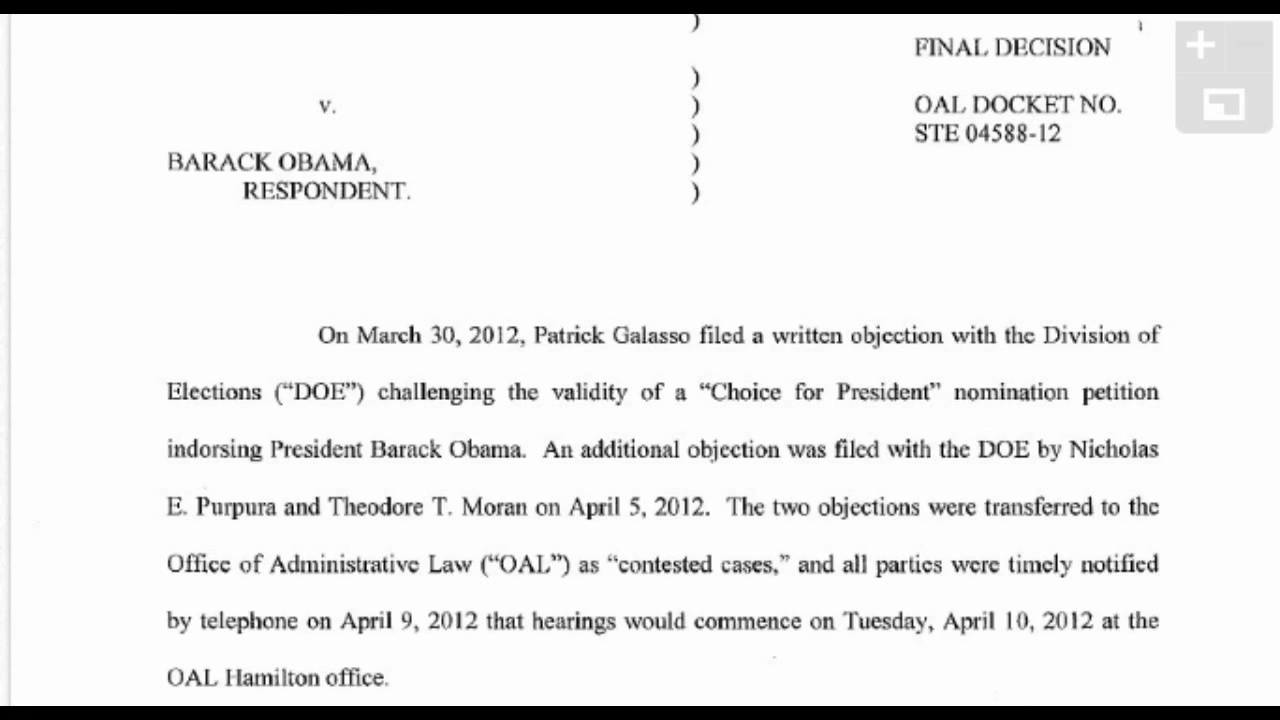 FINAL DECISION
)
v. ) OAL DOCKET NO.
) STE 04588-12
BARACK OBAMA, )
RESPONDENT. )
On March 30, 2012, Patrick Galasso filed a written objection with the Division of
Elections (“DOE”) challenging the validity of a “Choice for President” nomination petition
indorsing President Barack Obama. An additional objection was filed with the DOE by Nicholas
E. Purpura and Theodore T. Moran on April 5, 2012. The two objections were transferred to the
Office of Administrative Law (“OAL”) as “contested cases,” and all parties were timely notified
by telephone on April 9, 2012 that hearings would commence on Tuesday, April 10, 2012 at the
OAL Hamilton office.